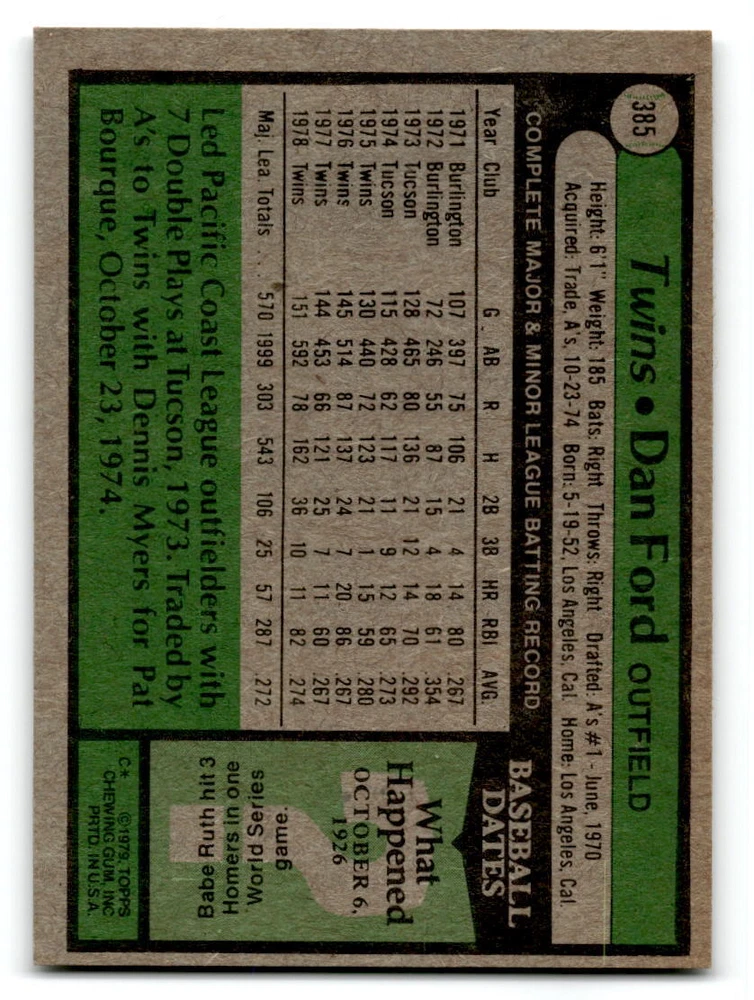 385
Twins • Dan Ford OUTFIELD
Height: 6'1" Weight: 185 Bats: Right Throws: Right Drafted: A's #1 - June, 1970
Acquired: Trade, A's, 10-23-74 Born: 5-19-52, Los Angeles, Cal. Home: Los Angeles, Cal.
COMPLETE MAJOR & MINOR LEAGUE BATTING RECORD
Year Club G AB R H 2B 3B HR RBI AVG.
1971 Burlington 107 397 75 106 21 4 14 80 .267
1972 Burlington 72 246 55 87 15 4 18 61 .354
1973 Tucson 128 465 80 136 21 12 14 70 .292
1974 Tucson 115 428 62 117 11 9 12 65 .273
1975 Twins 130 440 72 123 21 1 15 59 .280
1976 Twins 145 514 87 137 24 7 20 86 .267
1977 Twins 144 453 66 121 25 7 11 60 .267
1978 Twins 151 592 78 162 36 10 11 82 .274
Maj. Lea. Totals . . . 570 1999 303 543 106 25 57 287 .272
Led Pacific Coast League outfielders with
7 Double Plays at Tucson, 1973. Traded by
A's to Twins with Dennis Myers for Pat
Bourque, October 23, 1974.
BASEBALL
DATES
What
Happened
OCTOBER 6,
1926
Babe Ruth hit 3
Homers in one
World Series
game.
C* ©1979, TOPPS
CHEWING GUM, INC
PRTD. IN U.S.A.